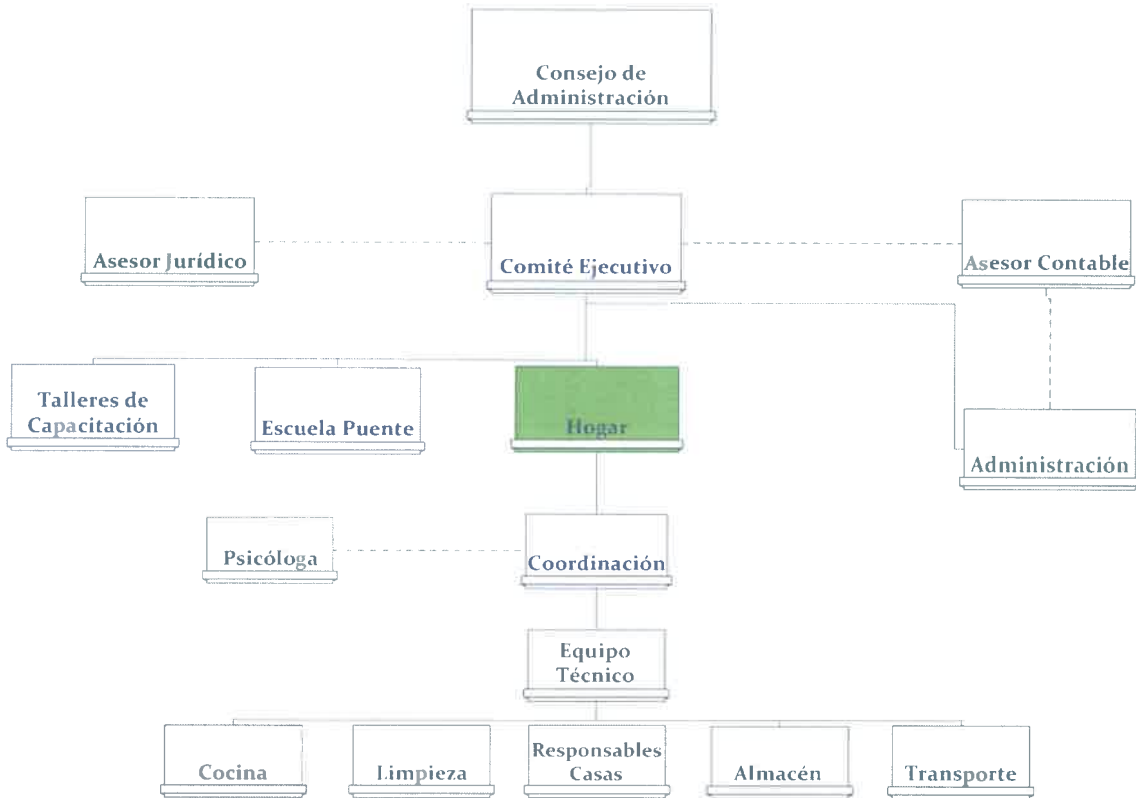 Consejo de
Administración
Asesor Jurídico
Comité Ejecutivo
Asesor Contable
Talleres de
Capacitación
Escuela Puente
Hogar
Administración
Psicóloga
Coordinación
Equipo
Técnico
Cocina
Limpieza
Responsables
Casas
Almacén
Transporte